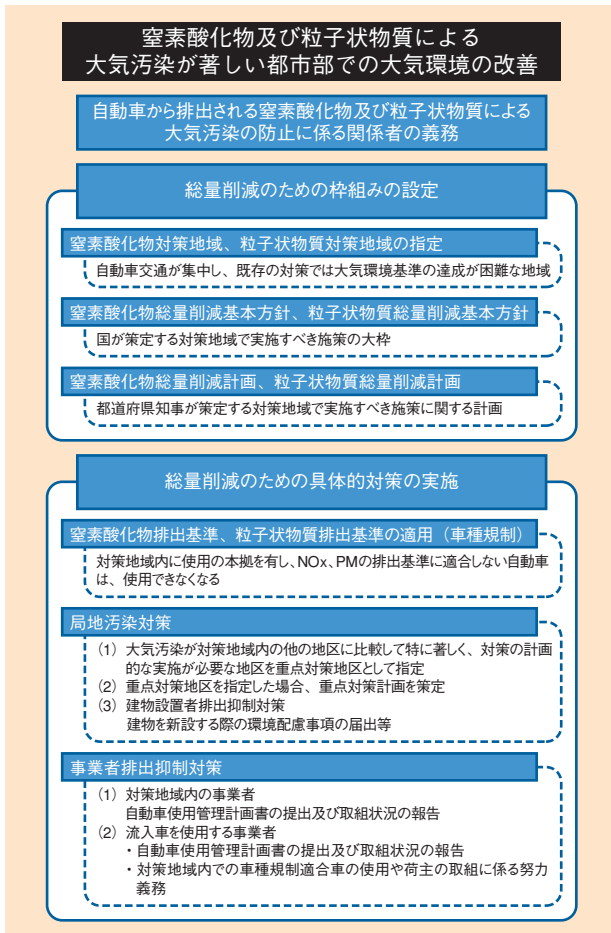 窒素酸化物及び粒子状物質による
大気汚染が著しい都市部での大気環境の改善
自動車から排出される窒素酸化物及び粒子状物質による
大気汚染の防止に係る関係者の義務
総量削減のための枠組みの設定
窒素酸化物対策地域、粒子状物質対策地域の指定
自動車交通が集中し、既存の対策では大気環境基準の達成が困難な地域
窒素酸化物総量削減基本方針、粒子状物質総量削減基本方針
国が策定する対策地域で実施すべき施策の大枠
窒素酸化物総量削減計画、粒子状物質総量削減計画
都道府県知事が策定する対策地域で実施すべき施策に関する計画
総量削減のための具体的対策の実施
窒素酸化物排出基準、粒子状物質排出基準の適用（車種規制）
対策地域内に使用の本拠を有し、NOx、PMの排出基準に適合しない自動車
は、使用できなくなる
局地汚染対策
（1）大気汚染が対策地域内の他の地区に比較して特に著しく、対策の計画
的な実施が必要な地区を重点対策地区として指定
（2）重点対策地区を指定した場合、重点対策計画を策定
（3）建物設置者排出抑制対策
建物を新設する際の環境配慮事項の届出等
事業者排出抑制対策
（1）対策地域内の事業者
自動車使用管理計画書の提出及び取組状況の報告
（2）流入車を使用する事業者
・自動車使用管理計画書の提出及び取組状況の報告
・対策地域内での車種規制適合車の使用や荷主の取組に係る努力
義務